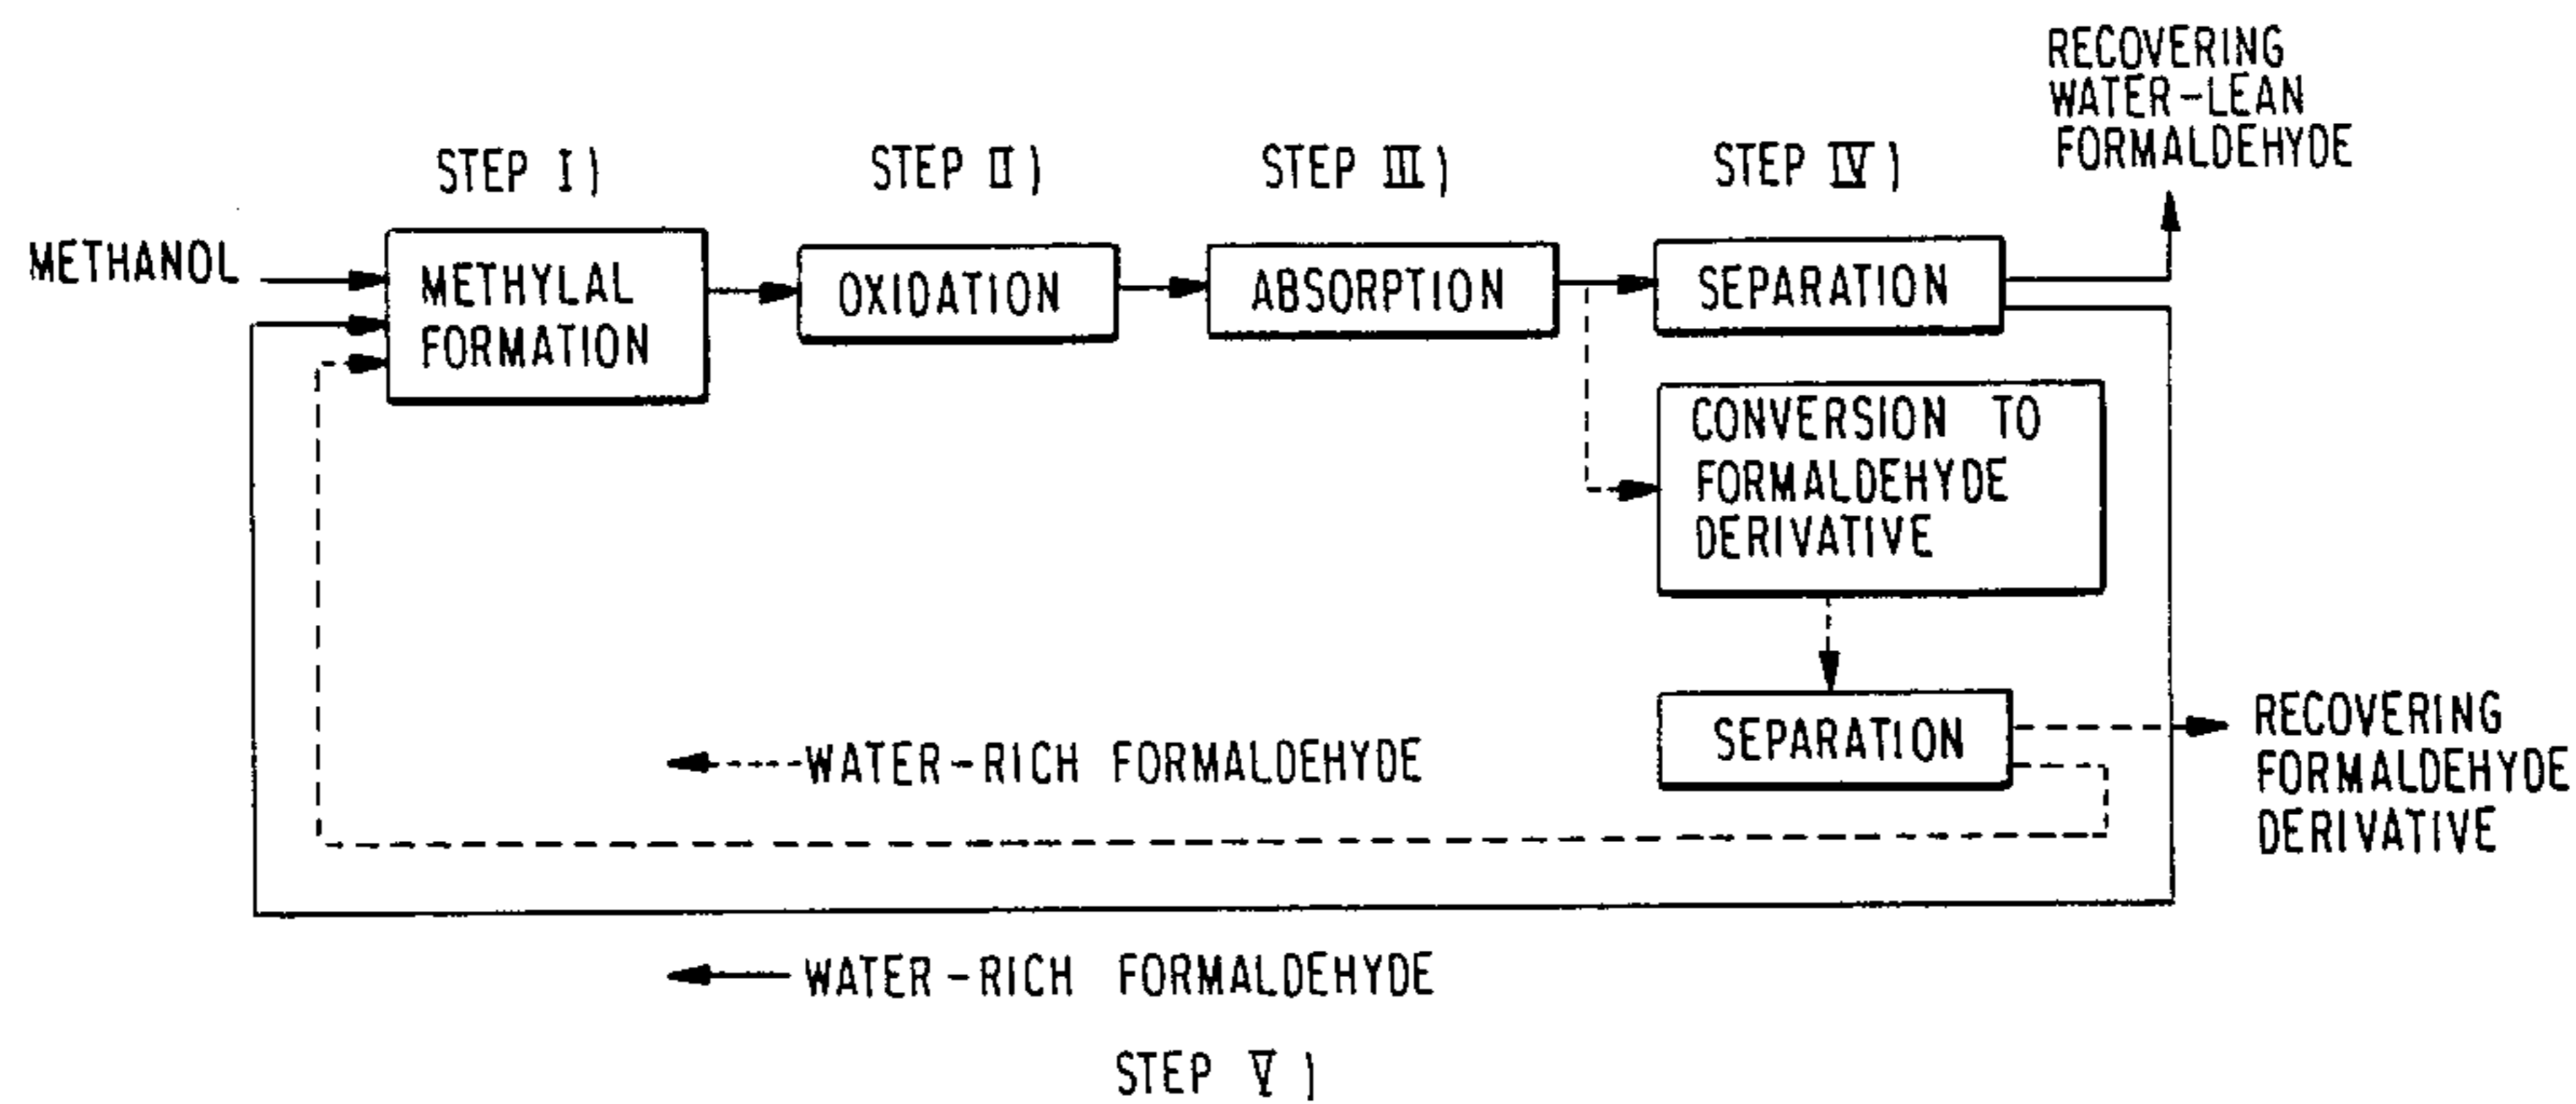 RECOVERING
WATER-LEAN
FORMALDEHYDE
STEP I)
STEP II)
STEP III)
STEP IV)
METHANOL
METHYLAL
FORMATION
OXIDATION
ABSORPTION
SEPARATION
CONVERSION TO
FORMALDEHYDE
DERIVATIVE
SEPARATION
RECOVERING
FORMALDEHYDE
DERIVATIVE
WATER-RICH FORMALDEHYDE
WATER-RICH FORMALDEHYDE
STEP V)